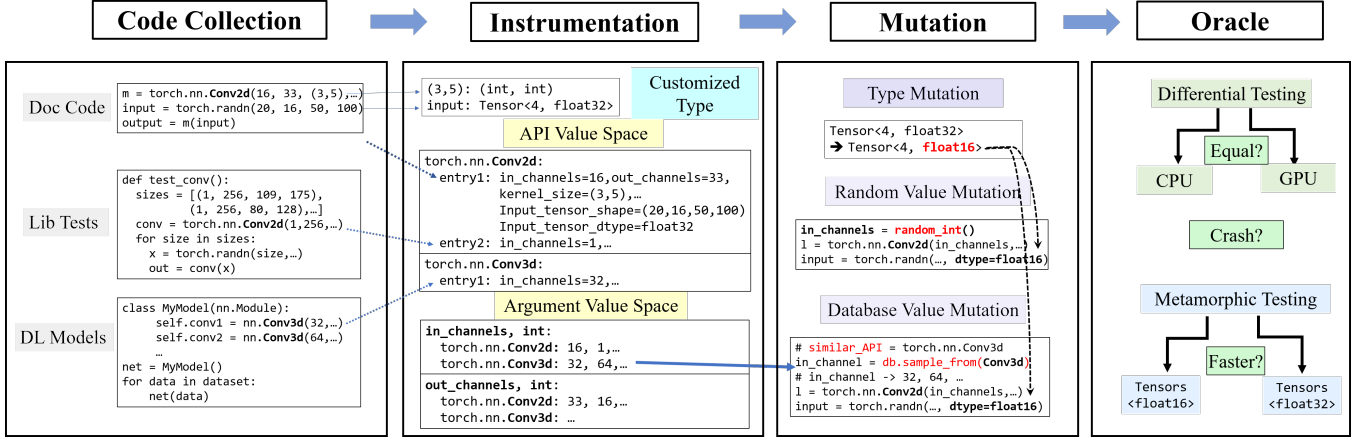 Code Collection
Instrumentation
Mutation
Oracle
Doc Code
m = torch.nn.Conv2d(16, 33, (3,5),…)
input = torch.randn(20, 16, 50, 100)
output = m(input)
Lib Tests
def test_conv():
sizes = [(1, 256, 109, 175),
(1, 256, 80, 128),…]
conv = torch.nn.Conv2d(1,256,…)
for size in sizes:
x = torch.randn(size,…)
out = conv(x)
DL Models
class MyModel(nn.Module):
self.conv1 = nn.Conv3d(32,…)
self.conv2 = nn.Conv3d(64,…)
…
net = MyModel()
for data in dataset:
net(data)
(3,5): (int, int)
input: Tensor<4, float32>
Customized
Type
API Value Space
torch.nn.Conv2d:
entry1: in_channels=16,out_channels=33,
kernel_size=(3,5),…
Input_tensor_shape=(20,16,50,100)
Input_tensor_dtype=float32
entry2: in_channels=1,…
torch.nn.Conv3d:
entry1: in_channels=32,…
Argument Value Space
in_channels, int:
torch.nn.Conv2d: 16, 1,…
torch.nn.Conv3d: 32, 64,…
out_channels, int:
torch.nn.Conv2d: 33, 16,…
torch.nn.Conv3d: …
Type Mutation
Tensor<4, float32>
➔ Tensor<4, float16>
Random Value Mutation
in_channels = random_int()
l = torch.nn.Conv2d(in_channels,…)
input = torch.randn(…, dtype=float16)
Database Value Mutation
# similar_API = torch.nn.Conv3d
in_channel = db.sample_from(Conv3d)
# in_channel -> 32, 64, …
l = torch.nn.Conv2d(in_channels,…)
input = torch.randn(…, dtype=float16)
Differential Testing
Equal?
CPU
GPU
Crash?
Metamorphic Testing
Faster?
Tensors
<float16>
Tensors
<float32>